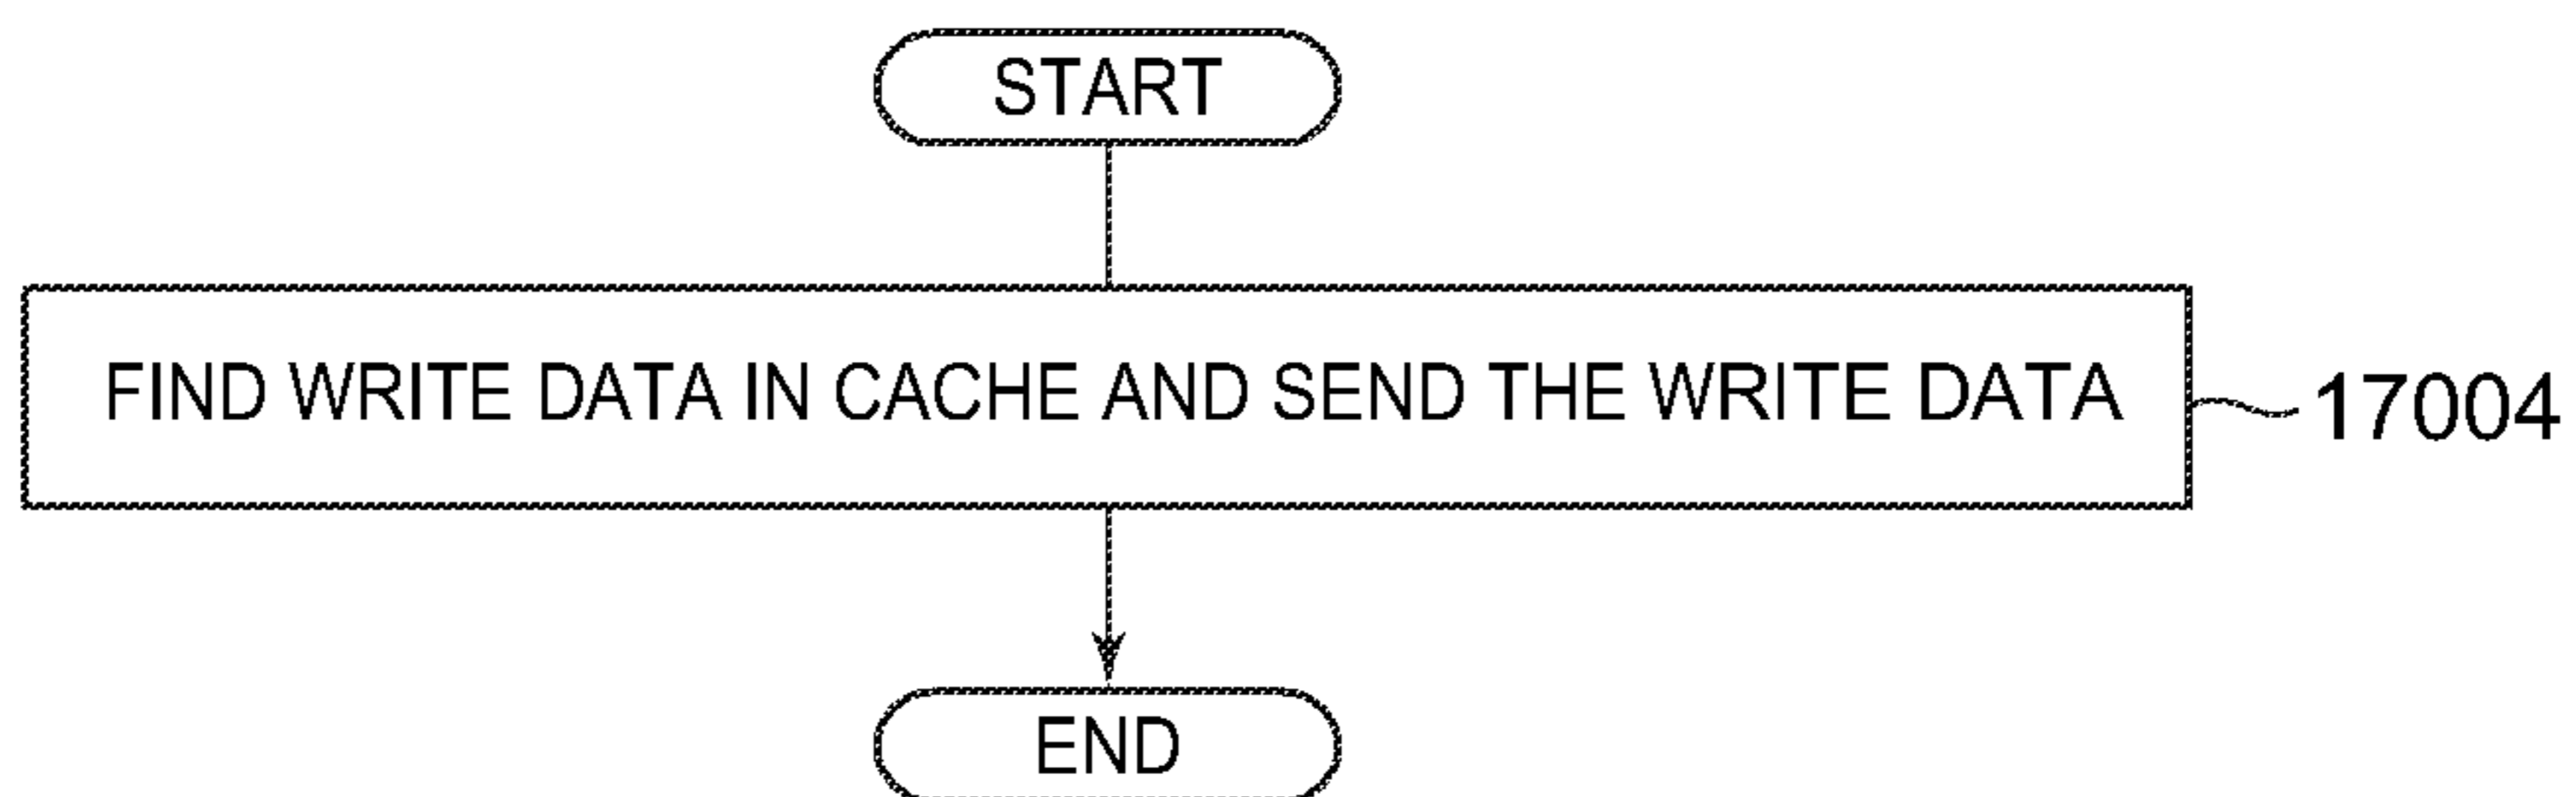 START
FIND WRITE DATA IN CACHE AND SEND THE WRITE DATA
17004
END